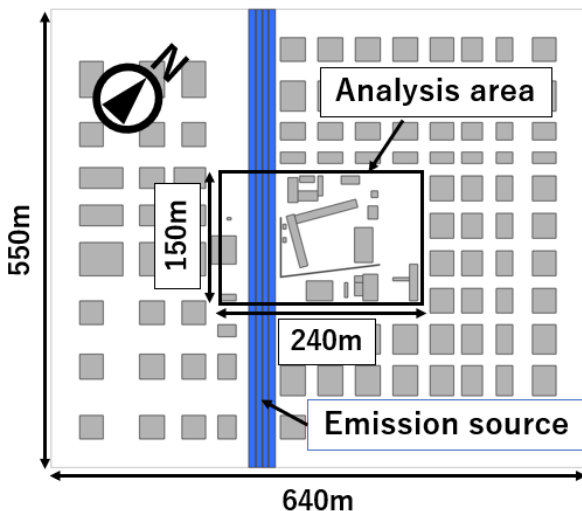 N
Analysis area
550m
150m
240m
Emission source
640m